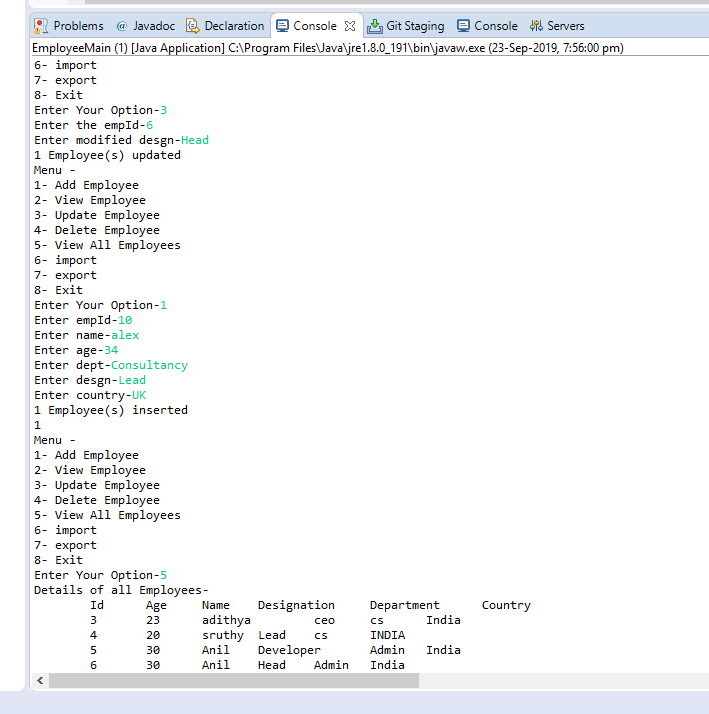 Problems @ Javadoc Declaration Console Git Staging Console Servers
EmployeeMain (1) [Java Application] C:\Program Files\Java\jre1.8.0_191\bin\javaw.exe (23-Sep-2019, 7:56:00 pm)
6- import
7- export
8- Exit
Enter Your Option-3
Enter the empId-6
Enter modified desgn-Head
1 Employee(s) updated
Menu -
1- Add Employee
2- View Employee
3- Update Employee
4- Delete Employee
5- View All Employees
6- import
7- export
8- Exit
Enter Your Option-1
Enter empId-10
Enter name-alex
Enter age-34
Enter dept-Consultancy
Enter desgn-Lead
Enter country-UK
1 Employee(s) inserted
1
Menu -
1- Add Employee
2- View Employee
3- Update Employee
4- Delete Employee
5- View All Employees
6- import
7- export
8- Exit
Enter Your Option-5
Details of all Employees-
Id Age Name Designation Department Country
3 23 adithya ceo cs India
4 20 sruthy Lead cs INDIA
5 30 Anil Developer Admin India
6 30 Anil Head Admin India